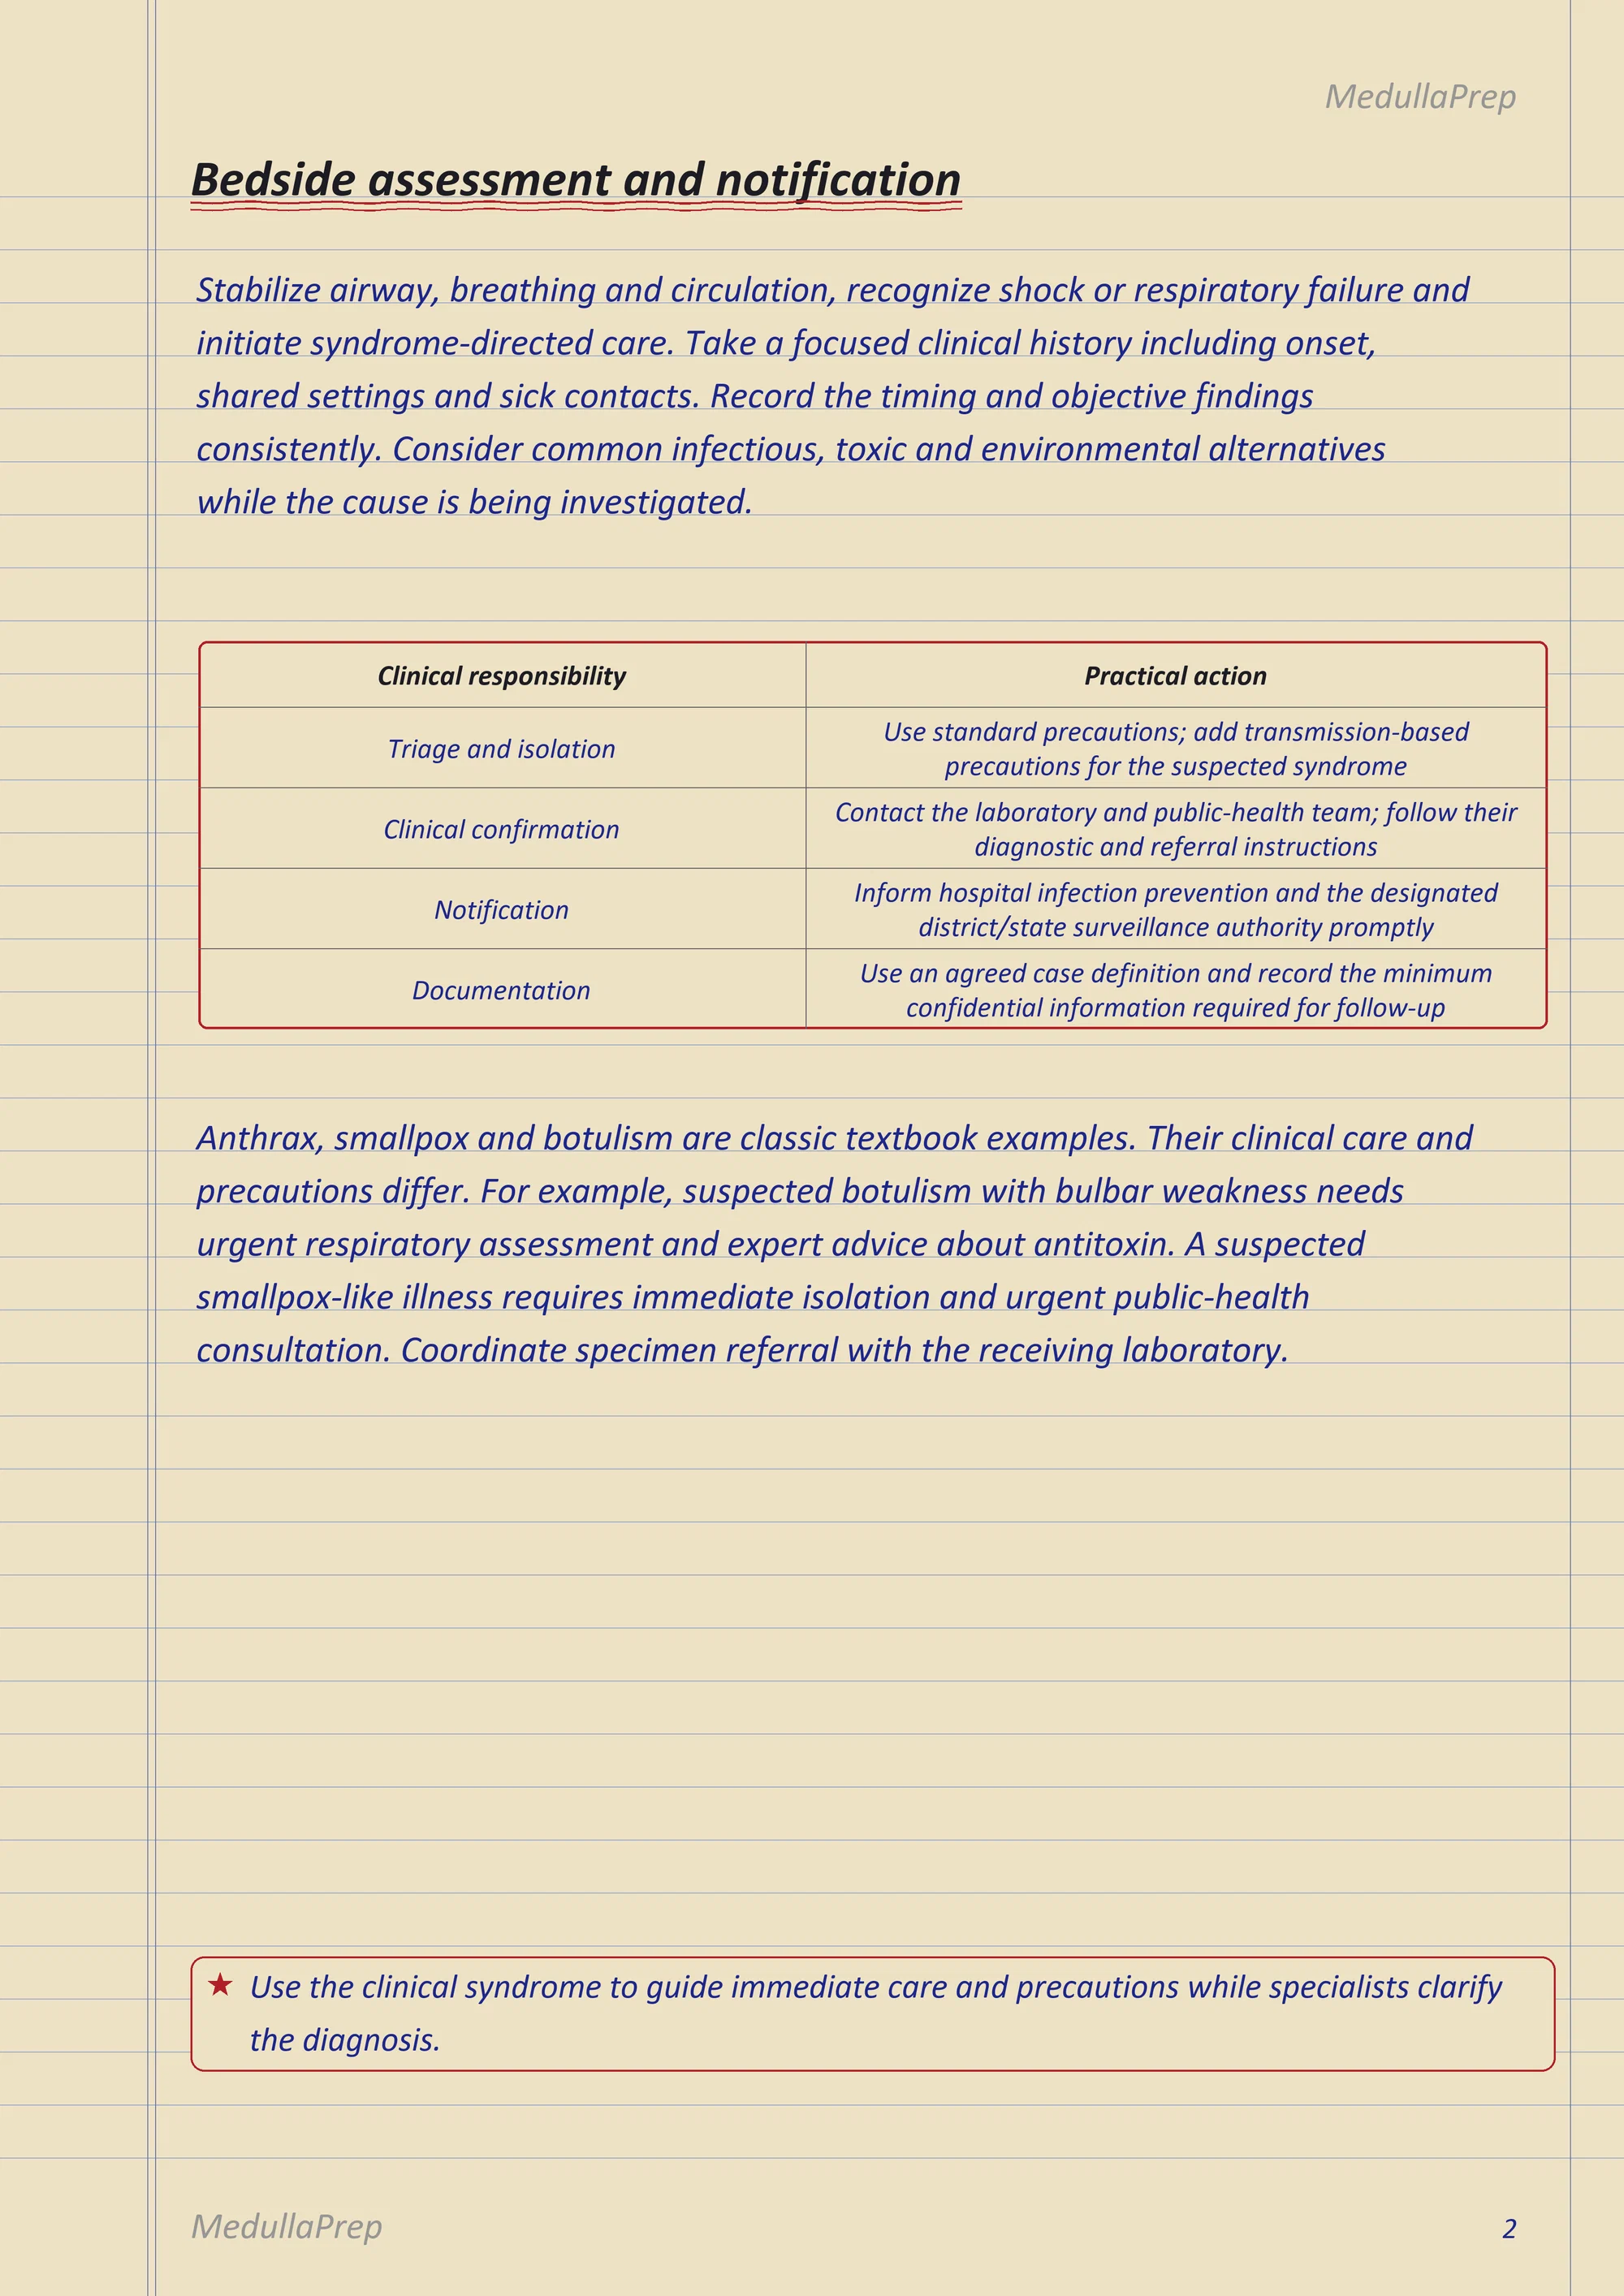 MedullaPrep
Bedside assessment and notification
Stabilize airway, breathing and circulation, recognize shock or respiratory failure and
initiate syndrome-directed care. Take a focused clinical history including onset,
shared settings and sick contacts. Record the timing and objective findings
consistently. Consider common infectious, toxic and environmental alternatives
while the cause is being investigated.
Clinical responsibility
Practical action
Triage and isolation
Use standard precautions; add transmission-based
precautions for the suspected syndrome
Clinical confirmation
Contact the laboratory and public-health team; follow their
diagnostic and referral instructions
Notification
Inform hospital infection prevention and the designated
district/state surveillance authority promptly
Documentation
Use an agreed case definition and record the minimum
confidential information required for follow-up
Anthrax, smallpox and botulism are classic textbook examples. Their clinical care and
precautions differ. For example, suspected botulism with bulbar weakness needs
urgent respiratory assessment and expert advice about antitoxin. A suspected
smallpox-like illness requires immediate isolation and urgent public-health
consultation. Coordinate specimen referral with the receiving laboratory.
★ Use the clinical syndrome to guide immediate care and precautions while specialists clarify
the diagnosis.
MedullaPrep
2